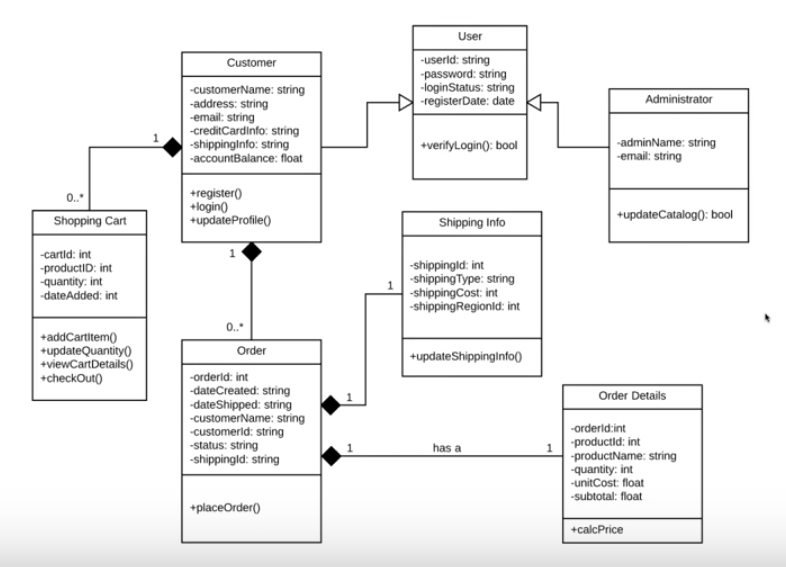 User
-userId: string
-password: string
-loginStatus: string
-registerDate: date
+verifyLogin(): bool
Customer
-customerName: string
-address: string
-email: string
-creditCardInfo: string
-shippingInfo: string
-accountBalance: float
+register()
+login()
+updateProfile()
Administrator
-adminName: string
-email: string
+updateCatalog(): bool
1
0..*
Shopping Cart
-cartId: int
-productID: int
-quantity: int
-dateAdded: int
+addCartItem()
+updateQuantity()
+viewCartDetails()
+checkOut()
Shipping Info
-shippingId: int
-shippingType: string
-shippingCost: int
-shippingRegionId: int
+updateShippingInfo()
1
0..*
1
Order
-orderId: int
-dateCreated: string
-dateShipped: string
-customerName: string
-customerId: string
-status: string
-shippingId: string
+placeOrder()
1
1
has a
1
Order Details
-orderId:int
-productId: int
-productName: string
-quantity: int
-unitCost: float
-subtotal: float
+calcPrice